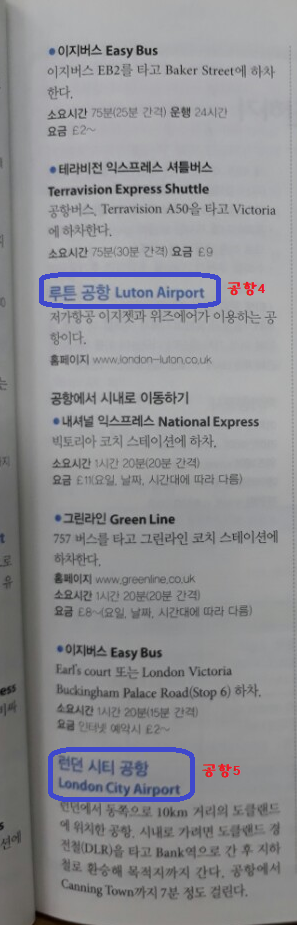 • 이지버스 Easy Bus
이지버스 EB2를 타고 Baker Street에 하차
한다.
소요시간 75분(25분 간격) 운행 24시간
요금 £2~
• 테라비전 익스프레스 셔틀버스
Terravision Express Shuttle
공항버스, Terravision A50을 타고 Victoria
에 하차한다.
소요시간 75분(30분 간격) 요금 £9
루튼 공항 Luton Airport 공항4
저가항공 이지젯과 위즈에어가 이용하는 공
항이다.
홈페이지 www.london-luton.co.uk
공항에서 시내로 이동하기
• 내셔널 익스프레스 National Express
빅토리아 코치 스테이션에 하차.
소요시간 1시간 20분(20분 간격)
요금 £11(요일, 날짜, 시간대에 따라 다름)
• 그린라인 Green Line
757 버스를 타고 그린라인 코치 스테이션에
하차한다.
홈페이지 www.greenline.co.uk
소요시간 1시간 20분(20분 간격)
요금 £8~(요일, 날짜, 시간대에 따라 다름)
• 이지버스 Easy Bus
Earl's court 또는 London Victoria
Buckingham Palace Road(Stop 6) 하차.
소요시간 1시간 20분(15분 간격)
요금 인터넷 예약시 £2~
런던 시티 공항 공항5
London City Airport
런던에서 동쪽으로 10km 거리의 도클랜드
에 위치한 공항. 시내로 가려면 도클랜드 경
전철(DLR)을 타고 Bank역으로 간 후 지하
철로 환승해 목적지까지 간다. 공항에서
Canning Town까지 7분 정도 걸린다.